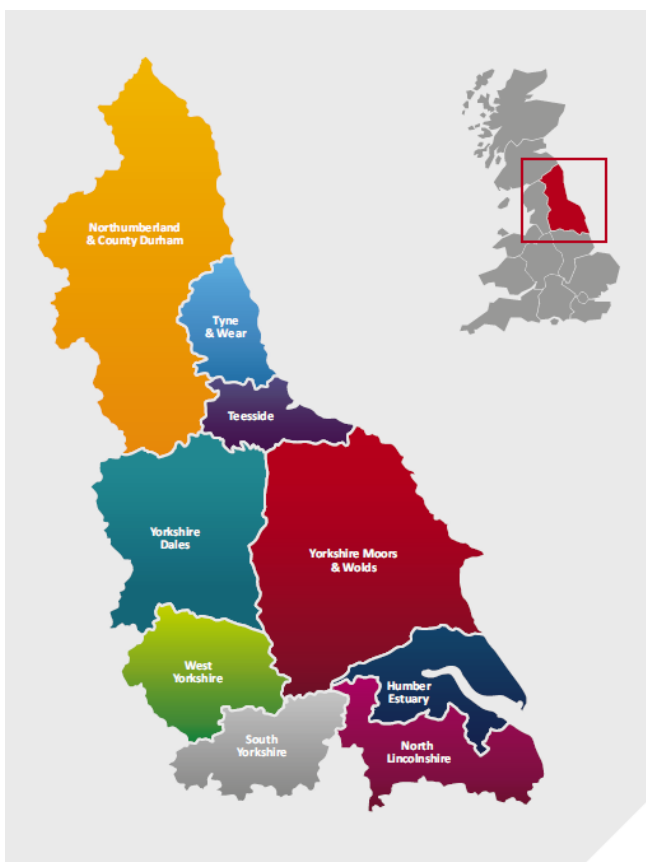 Northumberland
& County Durham
Tyne
& Wear
Teesside
Yorkshire
Dales
Yorkshire Moors
& Wolds
West
Yorkshire
Humber
Estuary
South
Yorkshire
North
Lincolnshire